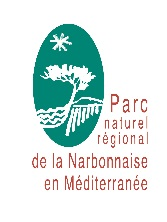 Parc
naturel
régional
de la Narbonnaise
en Méditerranée